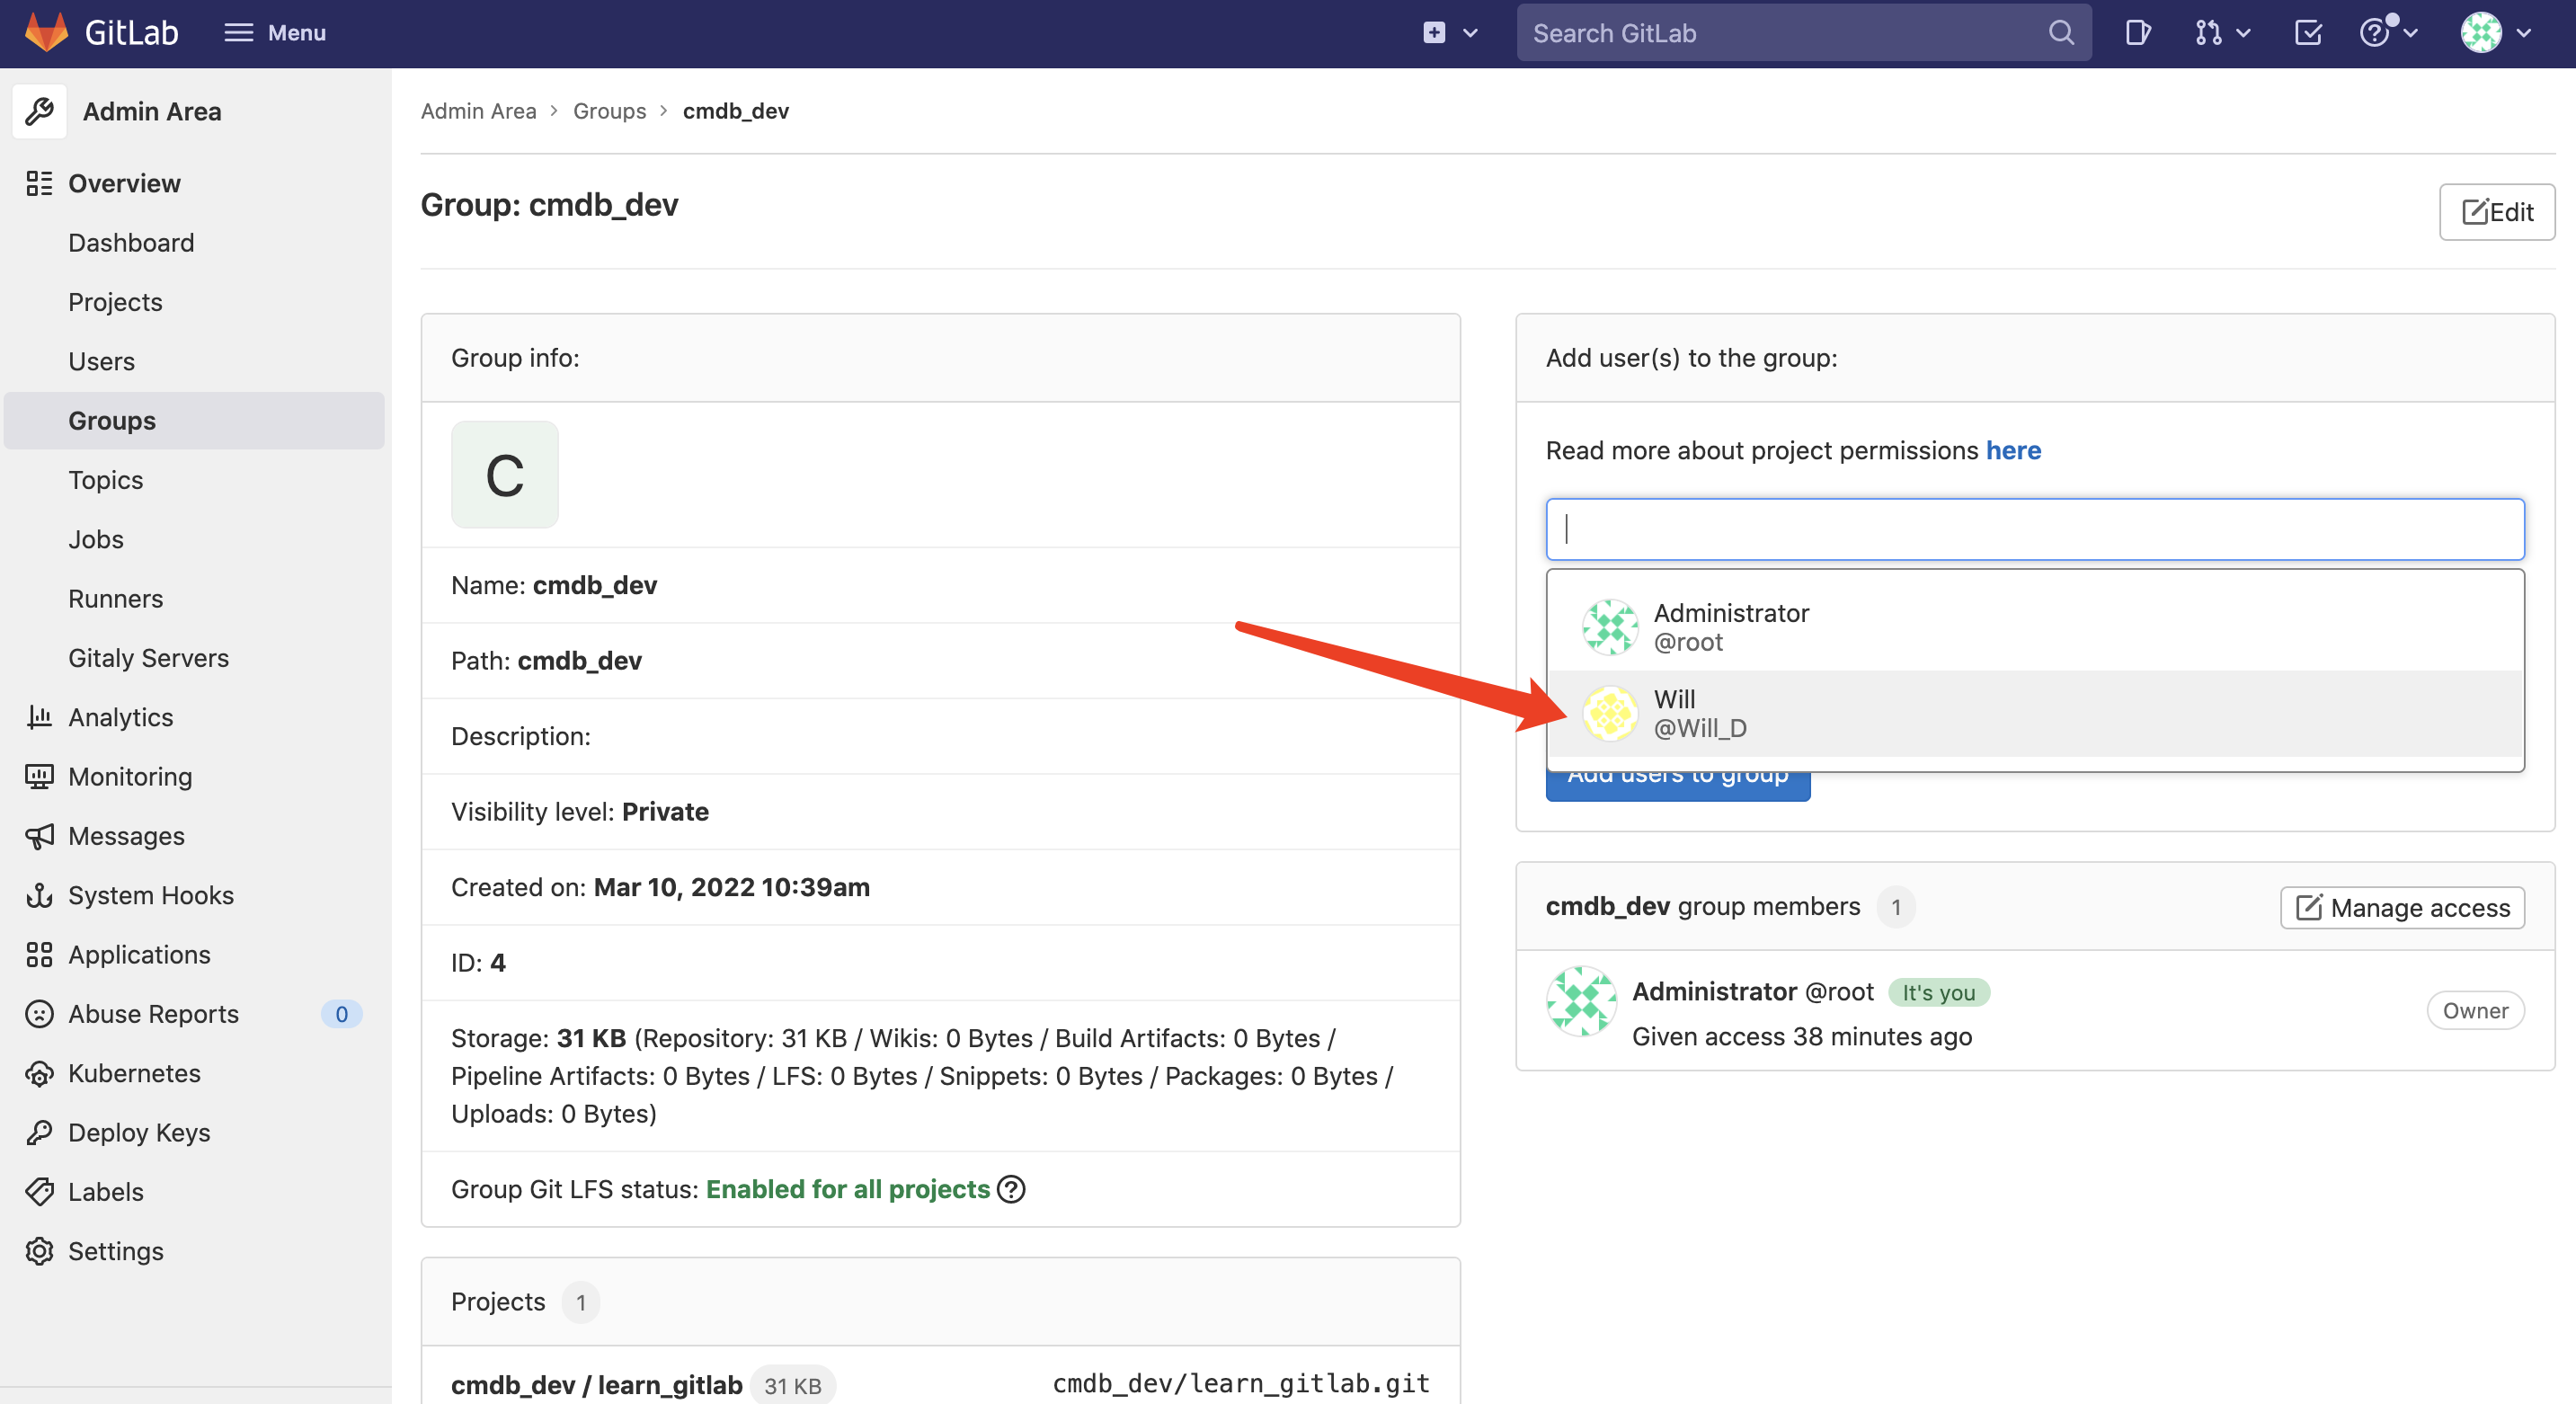 GitLab
Menu
Search GitLab
Admin Area
Overview
Dashboard
Projects
Users
Groups
Topics
Jobs
Runners
Gitaly Servers
Analytics
Monitoring
Messages
System Hooks
Applications
Abuse Reports 0
Kubernetes
Deploy Keys
Labels
Settings
Admin Area > Groups > cmdb_dev
Group: cmdb_dev
Edit
Group info:
C
Name: cmdb_dev
Path: cmdb_dev
Description:
Visibility level: Private
Created on: Mar 10, 2022 10:39am
ID: 4
Storage: 31 KB (Repository: 31 KB / Wikis: 0 Bytes / Build Artifacts: 0 Bytes /
Pipeline Artifacts: 0 Bytes / LFS: 0 Bytes / Snippets: 0 Bytes / Packages: 0 Bytes /
Uploads: 0 Bytes)
Group Git LFS status: Enabled for all projects
Projects 1
cmdb_dev / learn_gitlab 31 KB cmdb_dev/learn_gitlab.git
Add user(s) to the group:
Read more about project permissions here
Administrator
@root
Will
@Will_D
Add users to group
cmdb_dev group members 1
Manage access
Administrator @root It's you
Given access 38 minutes ago
Owner